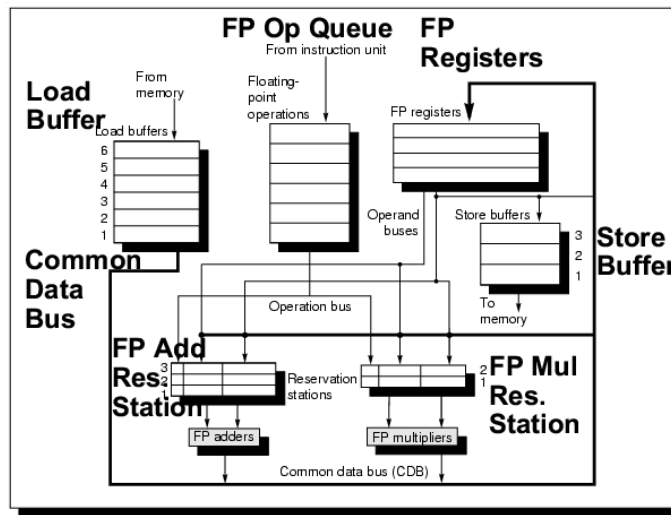 FP Op Queue
From instruction unit
FP
Registers
Load
Buffer
From
memory
Load buffers
Floating-
point
operations
FP registers
6
5
4
3
2
1
Operand
buses
Store buffers
3
2
1
Store
Buffer
Common
Data
Bus
To
memory
Operation bus
FP Add
Res.
Station
3
2
1
Reservation
stations
2
1
FP Mul
Res.
Station
FP adders
FP multipliers
Common data bus (CDB)